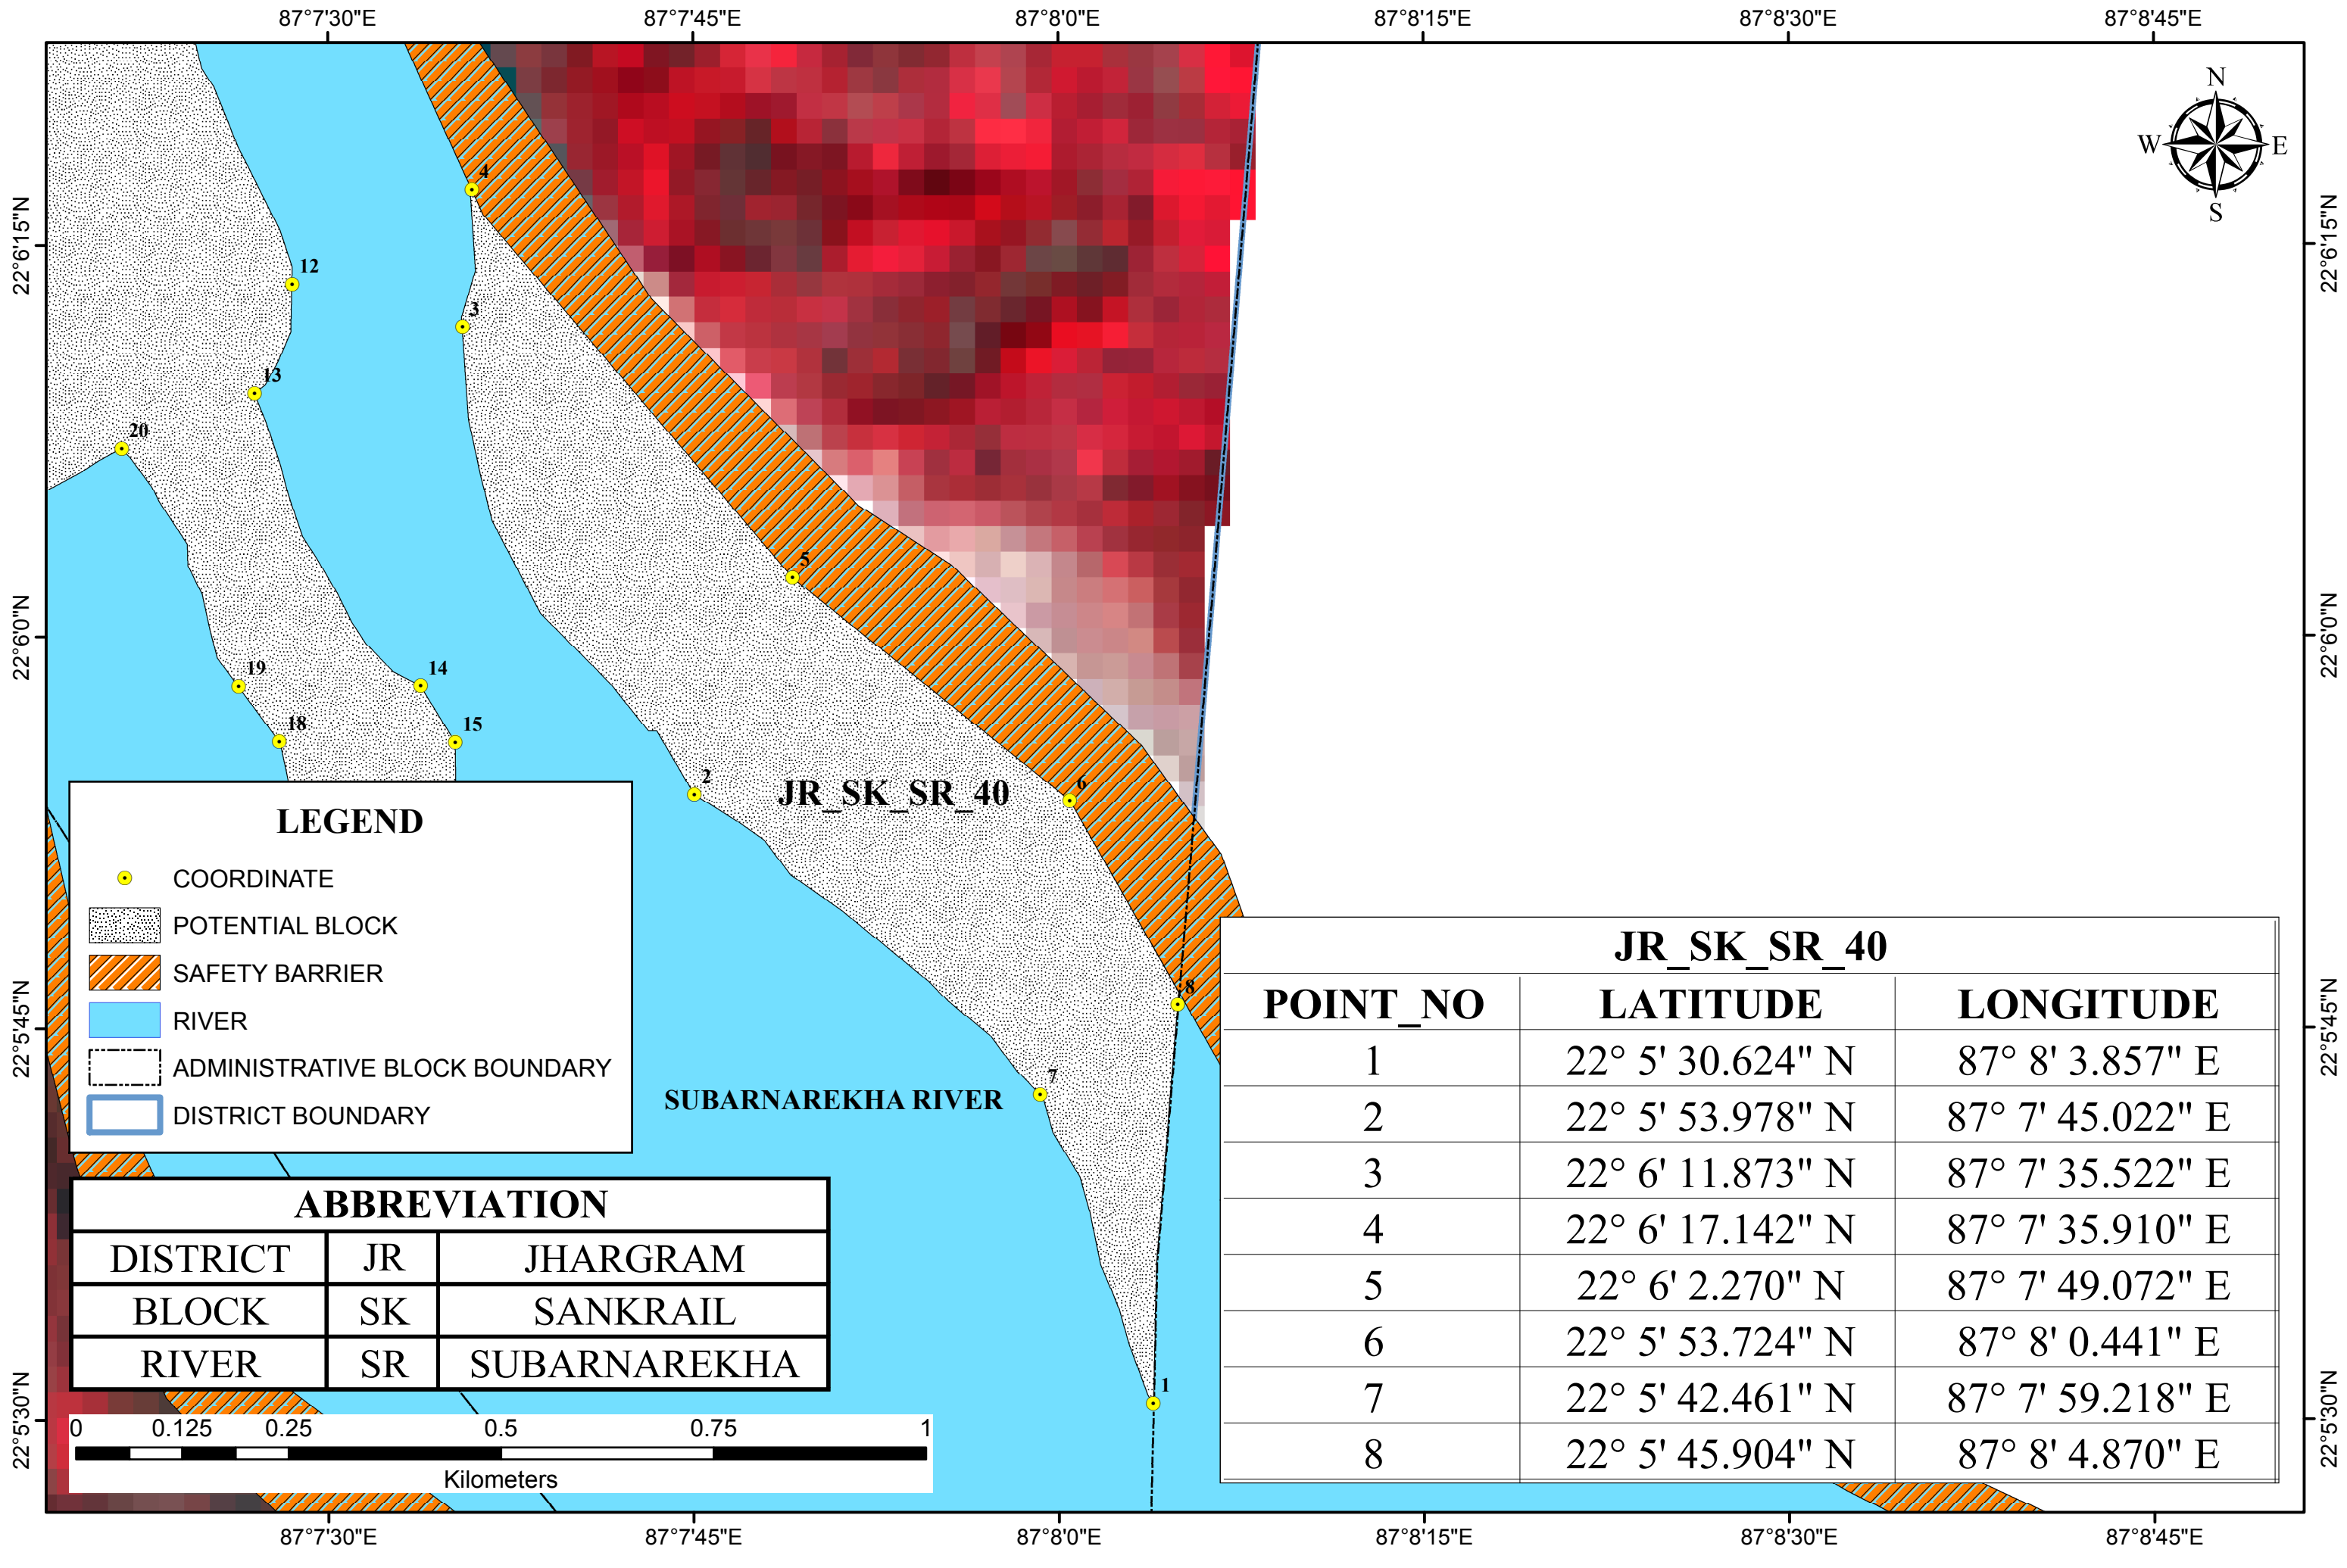 87°7'30"E 87°7'45"E 87°8'0"E 87°8'15"E 87°8'30"E 87°8'45"E
N
W E
S
22°6'15"N 22°6'15"N
22°6'0"N 22°6'0"N
22°5'45"N 22°5'45"N
22°5'30"N 22°5'30"N
4
12
3
13
20
5
19
14
18
15
2
6
8
7
1
JR_SK_SR_40
SUBARNAREKHA RIVER
LEGEND
COORDINATE
POTENTIAL BLOCK
SAFETY BARRIER
RIVER
ADMINISTRATIVE BLOCK BOUNDARY
DISTRICT BOUNDARY
ABBREVIATION
DISTRICT JR JHARGRAM
BLOCK SK SANKRAIL
RIVER SR SUBARNAREKHA
0 0.125 0.25 0.5 0.75 1
Kilometers
JR_SK_SR_40
POINT_NO LATITUDE LONGITUDE
1 22° 5' 30.624" N 87° 8' 3.857" E
2 22° 5' 53.978" N 87° 7' 45.022" E
3 22° 6' 11.873" N 87° 7' 35.522" E
4 22° 6' 17.142" N 87° 7' 35.910" E
5 22° 6' 2.270" N 87° 7' 49.072" E
6 22° 5' 53.724" N 87° 8' 0.441" E
7 22° 5' 42.461" N 87° 7' 59.218" E
8 22° 5' 45.904" N 87° 8' 4.870" E
87°7'30"E 87°7'45"E 87°8'0"E 87°8'15"E 87°8'30"E 87°8'45"E